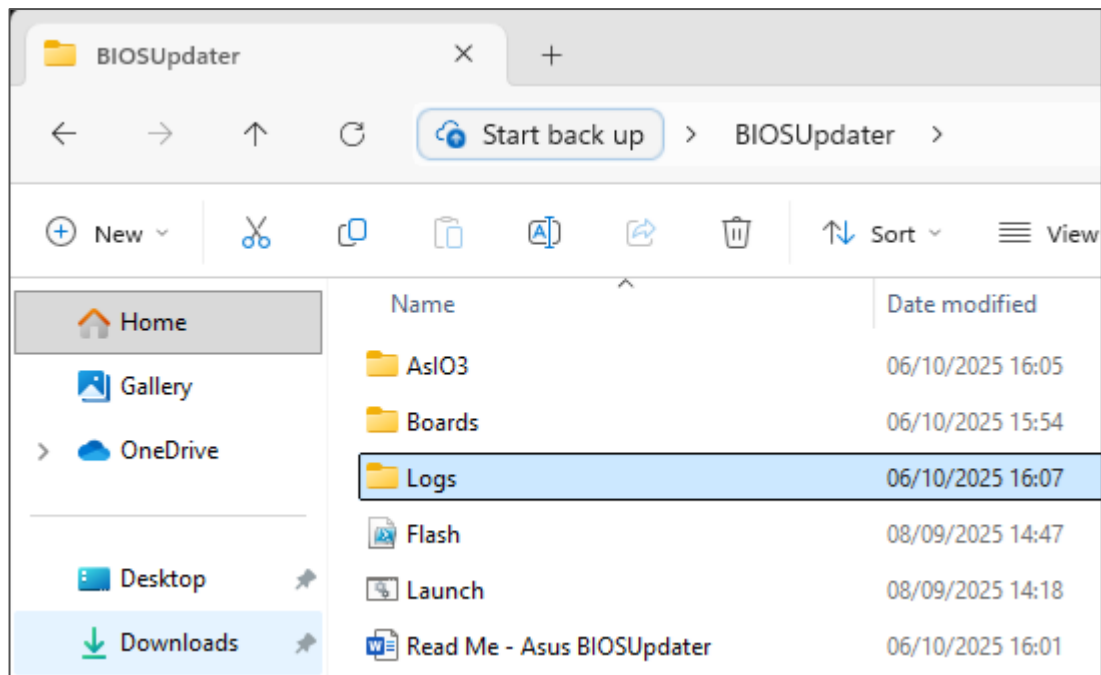 BIOSUpdater
Start back up > BIOSUpdater >
New Sort View
Home
Gallery
OneDrive
Desktop
Downloads
Name Date modified
AsIO3 06/10/2025 16:05
Boards 06/10/2025 15:54
Logs 06/10/2025 16:07
Flash 08/09/2025 14:47
Launch 08/09/2025 14:18
Read Me - Asus BIOSUpdater 06/10/2025 16:01